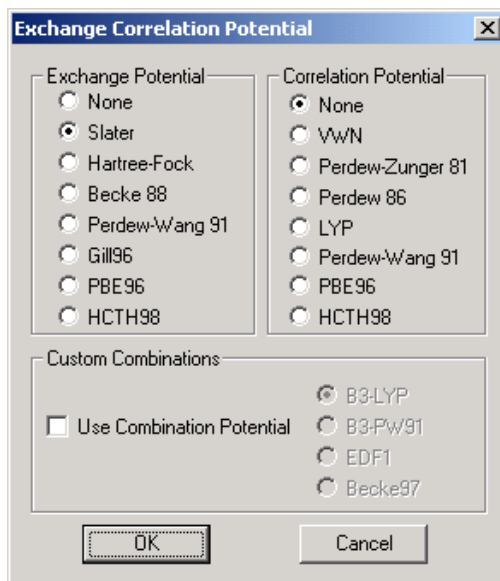 Exchange Correlation Potential
Exchange Potential
None
Slater
Hartree-Fock
Becke 88
Perdew-Wang 91
Gill96
PBE96
HCTH98
Correlation Potential
None
VWN
Perdew-Zunger 81
Perdew 86
LYP
Perdew-Wang 91
PBE96
HCTH98
Custom Combinations
Use Combination Potential
B3-LYP
B3-PW91
EDF1
Becke97
OK
Cancel